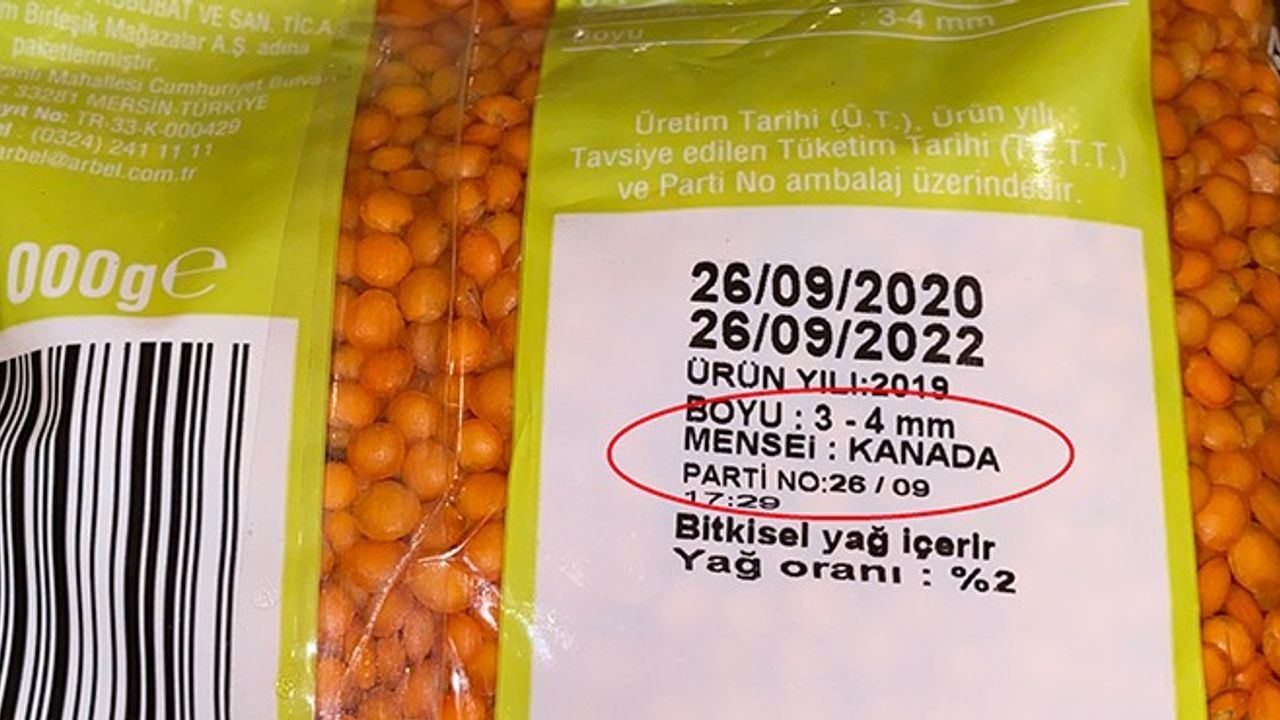 VE SAN. TİC.A.
Birleşik Mağazalar A.Ş. adına
paketlenmiştir.
Mahallesi Cumhuriyet Bulvarı
33281 MERSİN-TÜRKİYE
No: TR-33-K-000429
: (0324) 241 11 11
arbel@arbel.com.tr
000g℮
Boyu : 3-4 mm
Üretim Tarihi (Ü.T.), Ürün yılı,
Tavsiye edilen Tüketim Tarihi
ve Parti No ambalaj üzerindedir.
26/09/2020
26/09/2022
ÜRÜN YILI:2019
BOYU : 3 - 4 mm
MENSEİ : KANADA
PARTİ NO:26 / 09
17:29
Bitkisel yağ içerir
Yağ oranı : %2